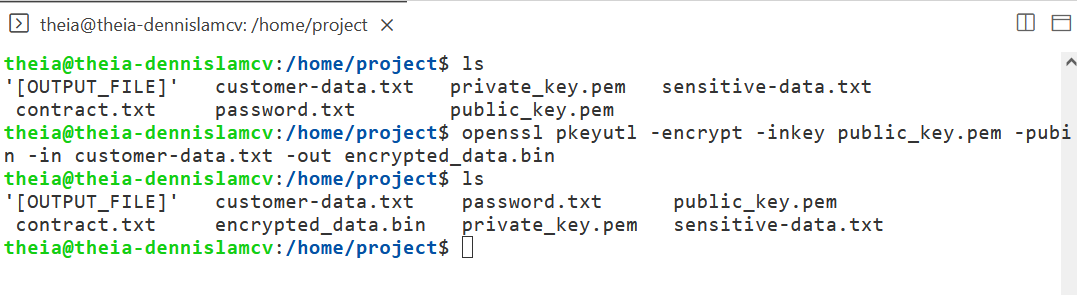 theia@theia-dennislamcv: /home/project
theia@theia-dennislamcv:/home/project$ ls
'[OUTPUT_FILE]' customer-data.txt private_key.pem sensitive-data.txt
contract.txt password.txt public_key.pem
theia@theia-dennislamcv:/home/project$ openssl pkeyutl -encrypt -inkey public_key.pem -pubi
n -in customer-data.txt -out encrypted_data.bin
theia@theia-dennislamcv:/home/project$ ls
'[OUTPUT_FILE]' customer-data.txt password.txt public_key.pem
contract.txt encrypted_data.bin private_key.pem sensitive-data.txt
theia@theia-dennislamcv:/home/project$